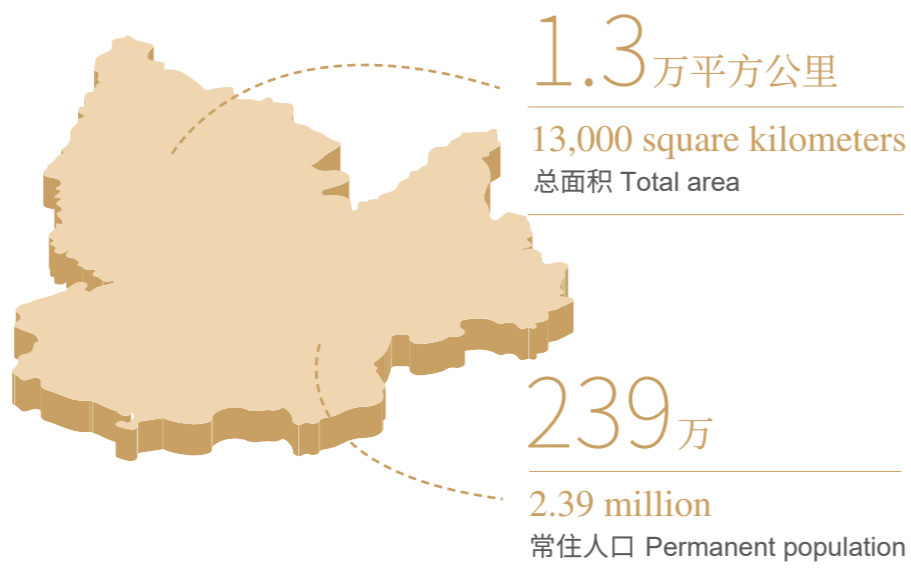 1.3万平方公里
13,000 square kilometers
总面积 Total area
239万
2.39 million
常住人口 Permanent population